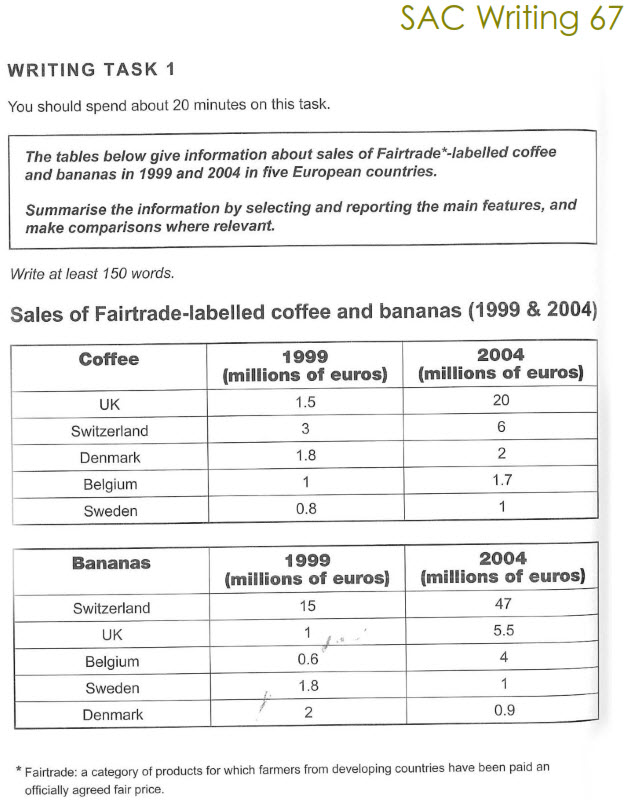 SAC Writing 67
WRITING TASK 1
You should spend about 20 minutes on this task.
The tables below give information about sales of Fairtrade*-labelled coffee
and bananas in 1999 and 2004 in five European countries.
Summarise the information by selecting and reporting the main features, and
make comparisons where relevant.
Write at least 150 words.
Sales of Fairtrade-labelled coffee and bananas (1999 & 2004)
Coffee 1999 (millions of euros) 2004 (millions of euros)
UK 1.5 20
Switzerland 3 6
Denmark 1.8 2
Belgium 1 1.7
Sweden 0.8 1
Bananas 1999 (millions of euros) 2004 (millions of euros)
Switzerland 15 47
UK 1 5.5
Belgium 0.6 4
Sweden 1.8 1
Denmark 2 0.9
* Fairtrade: a category of products for which farmers from developing countries have been paid an
officially agreed fair price.